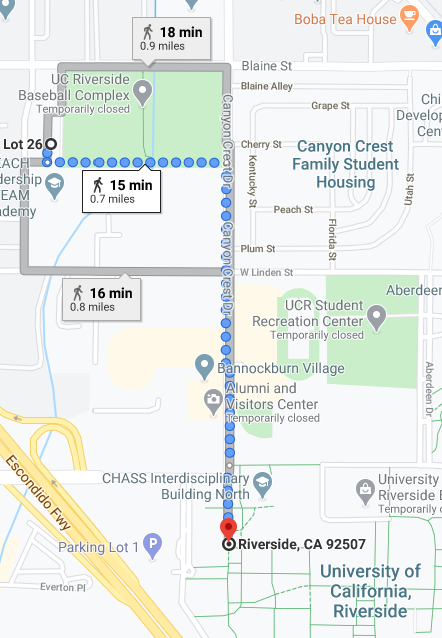 Boba Tea House
18 min
0.9 miles
Blaine St
UC Riverside
Baseball Complex
Temporarily closed
Blaine Alley
Grape St
Chi
Develop
Cen
Lot 26
Cherry St
Canyon Crest Dr
Canyon Crest
Family Student
Housing
EACH
dership
EAM
ademy
15 min
0.7 miles
Kentucky St
Utah St
Peach St
Florida St
Canyon Crest Dr
Plum St
W Linden St
16 min
0.8 miles
Aberdeen
UCR Student
Recreation Center
Temporarily closed
Bannockburn Village
Alumni and
Visitors Center
Temporarily closed
Aberdeen Dr
Escondido Fwy
CHASS Interdisciplinary
Building North
University
Riverside B
Temporarily c
Parking Lot 1
Riverside, CA 92507
Everton Pl
University of
California,
Riverside